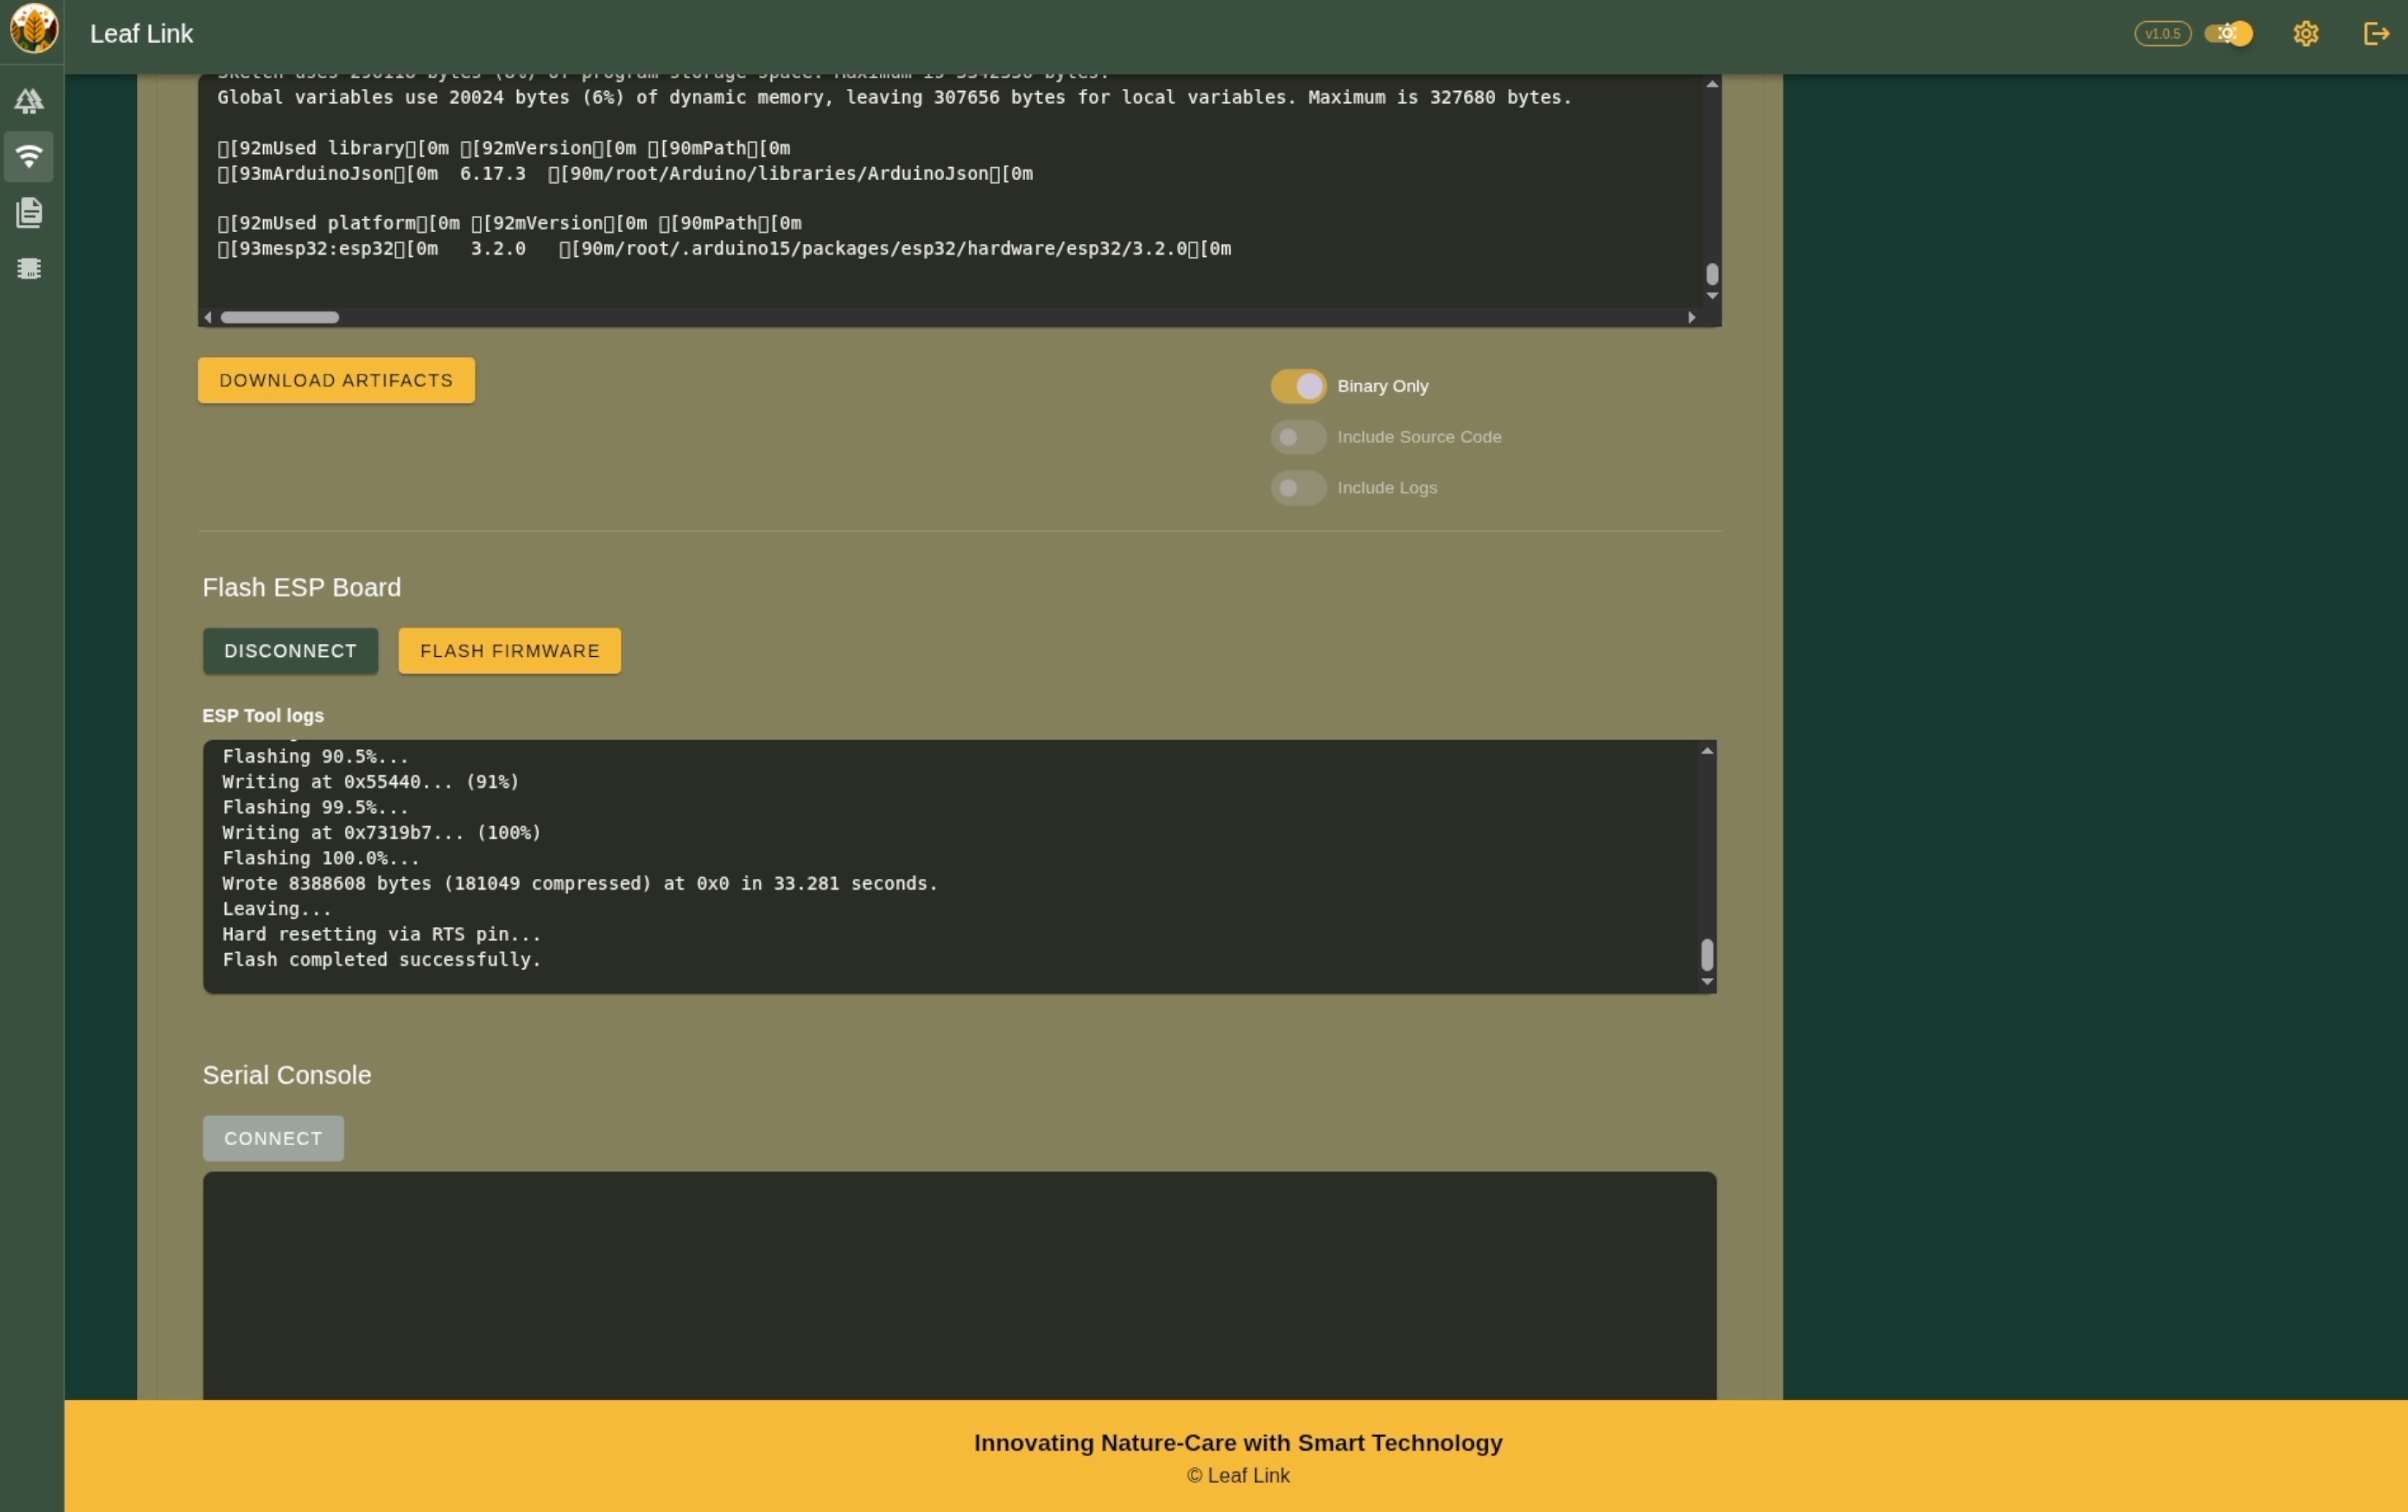 Leaf Link
v1.0.5
Global variables use 20024 bytes (6%) of dynamic memory, leaving 307656 bytes for local variables. Maximum is 327680 bytes.
▯[92mUsed library▯[0m ▯[92mVersion▯[0m ▯[90mPath▯[0m
▯[93mArduinoJson▯[0m 6.17.3 ▯[90m/root/Arduino/libraries/ArduinoJson▯[0m
▯[92mUsed platform▯[0m ▯[92mVersion▯[0m ▯[90mPath▯[0m
▯[93mesp32:esp32▯[0m 3.2.0 ▯[90m/root/.arduino15/packages/esp32/hardware/esp32/3.2.0▯[0m
DOWNLOAD ARTIFACTS
Binary Only
Include Source Code
Include Logs
Flash ESP Board
DISCONNECT
FLASH FIRMWARE
ESP Tool logs
Flashing 90.5%...
Writing at 0x55440... (91%)
Flashing 99.5%...
Writing at 0x7319b7... (100%)
Flashing 100.0%...
Wrote 8388608 bytes (181049 compressed) at 0x0 in 33.281 seconds.
Leaving...
Hard resetting via RTS pin...
Flash completed successfully.
Serial Console
CONNECT
Innovating Nature-Care with Smart Technology
© Leaf Link